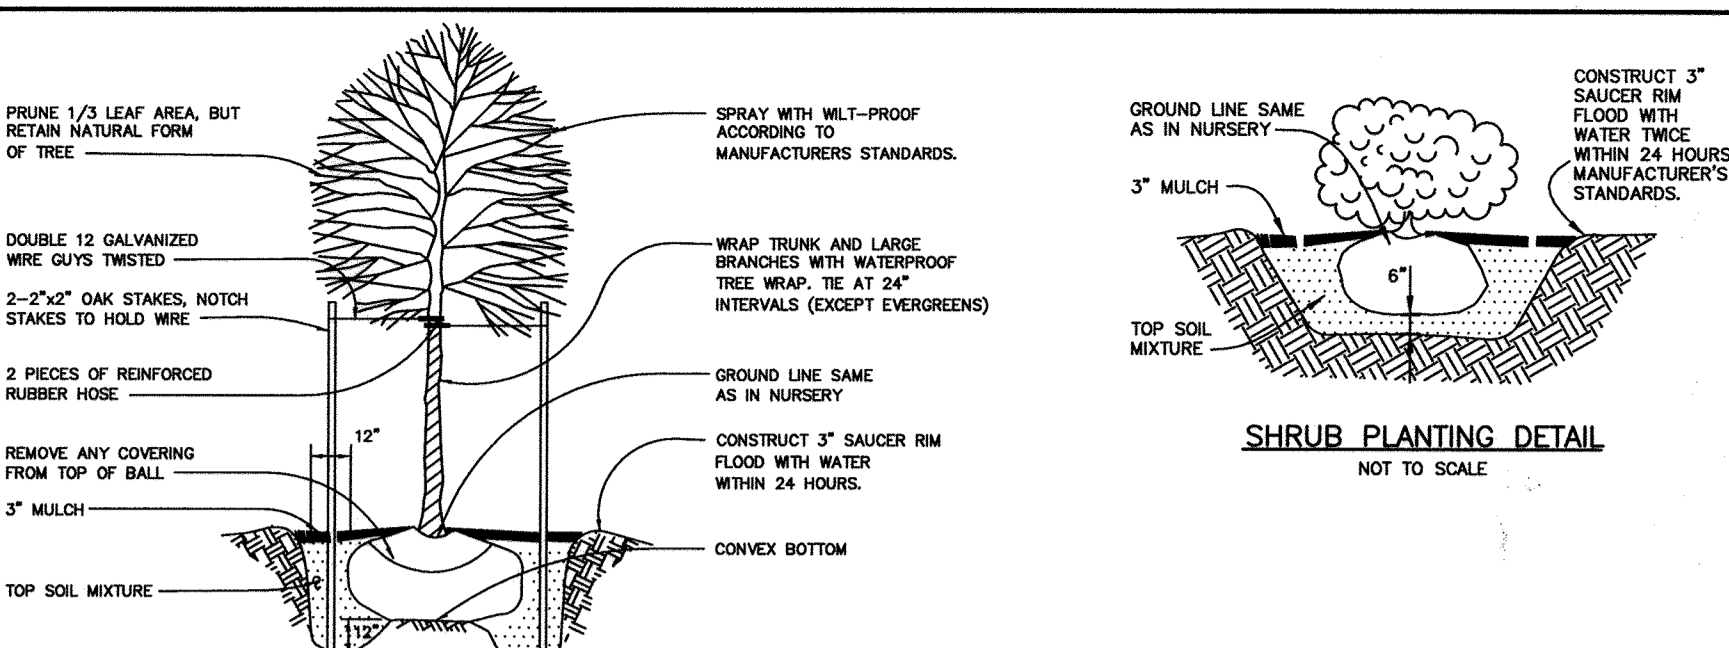 PRUNE 1/3 LEAF AREA, BUT
RETAIN NATURAL FORM
OF TREE
DOUBLE 12 GALVANIZED
WIRE GUYS TWISTED
2-2"x2" OAK STAKES, NOTCH
STAKES TO HOLD WIRE
2 PIECES OF REINFORCED
RUBBER HOSE
12"
REMOVE ANY COVERING
FROM TOP OF BALL
3" MULCH
TOP SOIL MIXTURE
12"
SPRAY WITH WILT-PROOF
ACCORDING TO
MANUFACTURERS STANDARDS.
WRAP TRUNK AND LARGE
BRANCHES WITH WATERPROOF
TREE WRAP. TIE AT 24"
INTERVALS (EXCEPT EVERGREENS)
GROUND LINE SAME
AS IN NURSERY
CONSTRUCT 3" SAUCER RIM
FLOOD WITH WATER
WITHIN 24 HOURS.
CONVEX BOTTOM
GROUND LINE SAME
AS IN NURSERY
3" MULCH
TOP SOIL
MIXTURE
6"
CONSTRUCT 3"
SAUCER RIM
FLOOD WITH
WATER TWICE
WITHIN 24 HOURS
MANUFACTURER'S
STANDARDS.
SHRUB PLANTING DETAIL
NOT TO SCALE